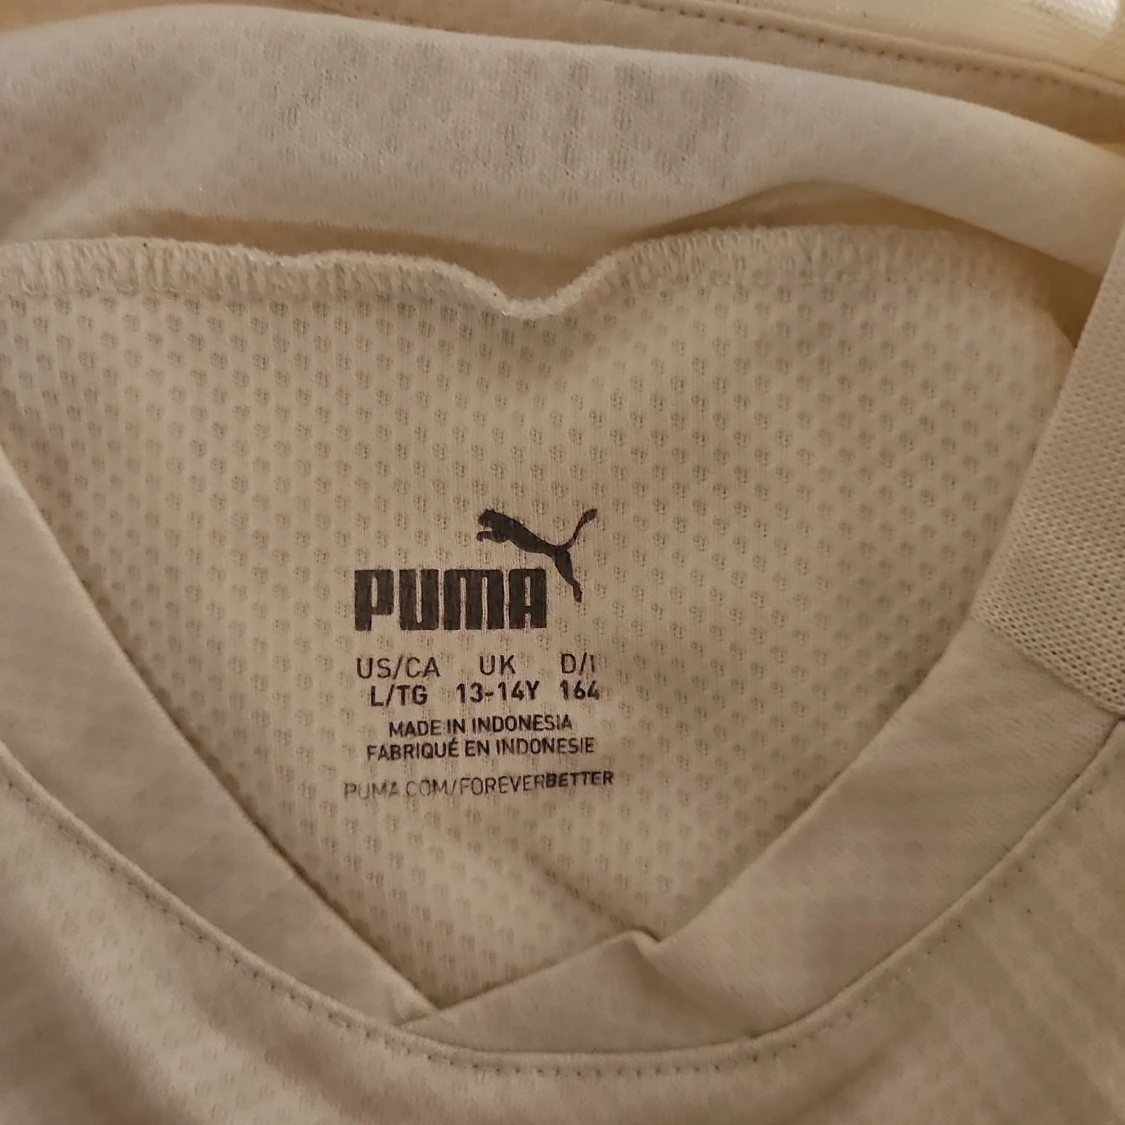 PUMA
US/CA UK D/I
L/TG 13-14Y 164
MADE IN INDONESIA
FABRIQUÉ EN INDONESIE
PUMA.COM/FOREVERBETTER